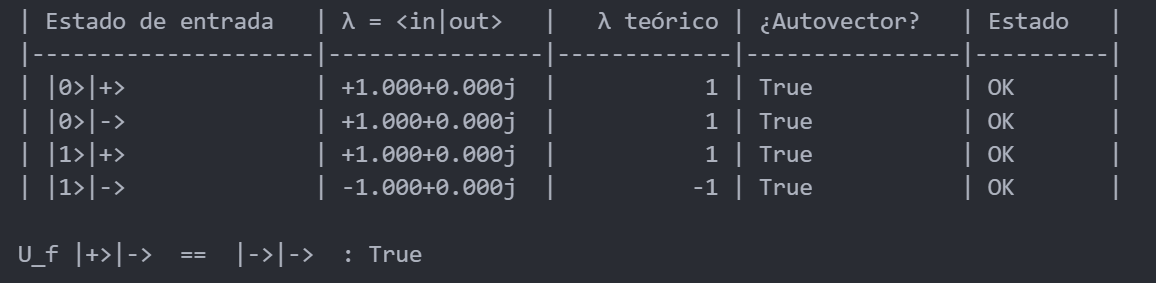 | Estado de entrada   | λ = <in|out>   |   λ teórico | ¿Autovector?   | Estado   |
|---------------------|----------------|-------------|----------------|----------|
| |0>|+>              | +1.000+0.000j  |           1 | True           | OK       |
| |0>|->              | +1.000+0.000j  |           1 | True           | OK       |
| |1>|+>              | +1.000+0.000j  |           1 | True           | OK       |
| |1>|->              | -1.000+0.000j  |          -1 | True           | OK       |
U_f |+>|->  ==  |->|->  : True